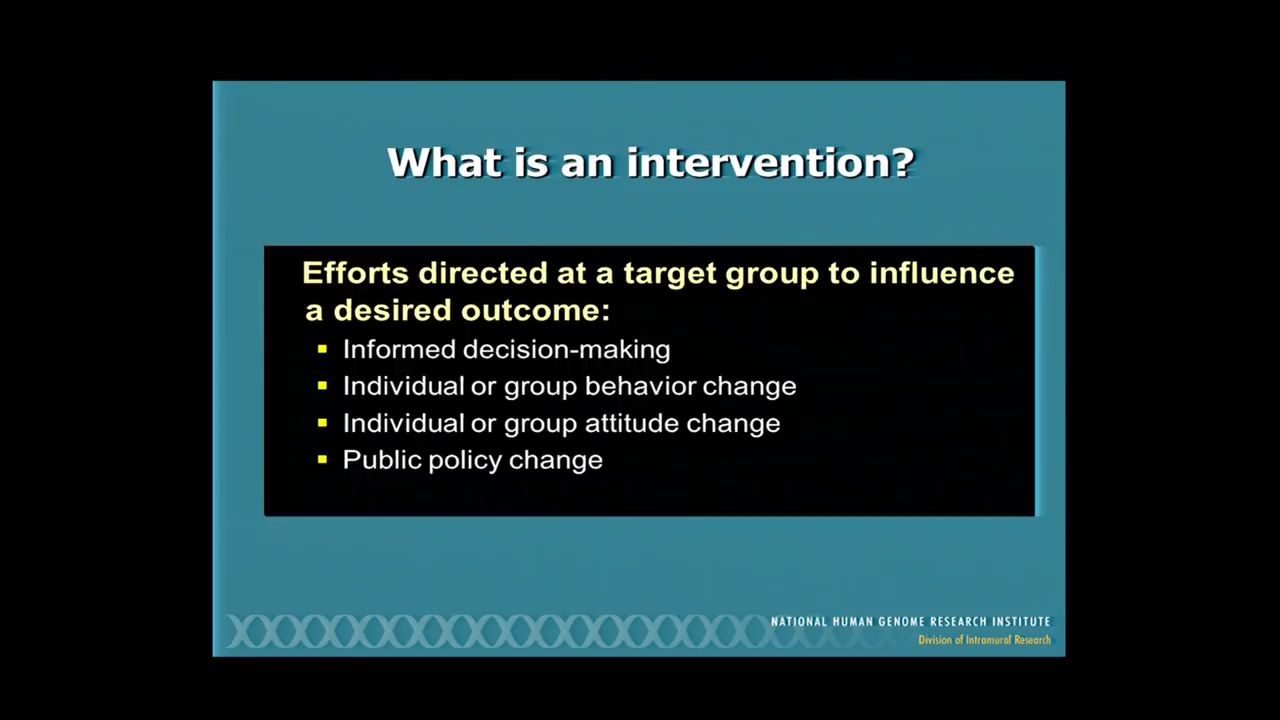 What is an intervention?
Efforts directed at a target group to influence
a desired outcome:
▪ Informed decision-making
▪ Individual or group behavior change
▪ Individual or group attitude change
▪ Public policy change
NATIONAL HUMAN GENOME RESEARCH INSTITUTE
Division of Intramural Research